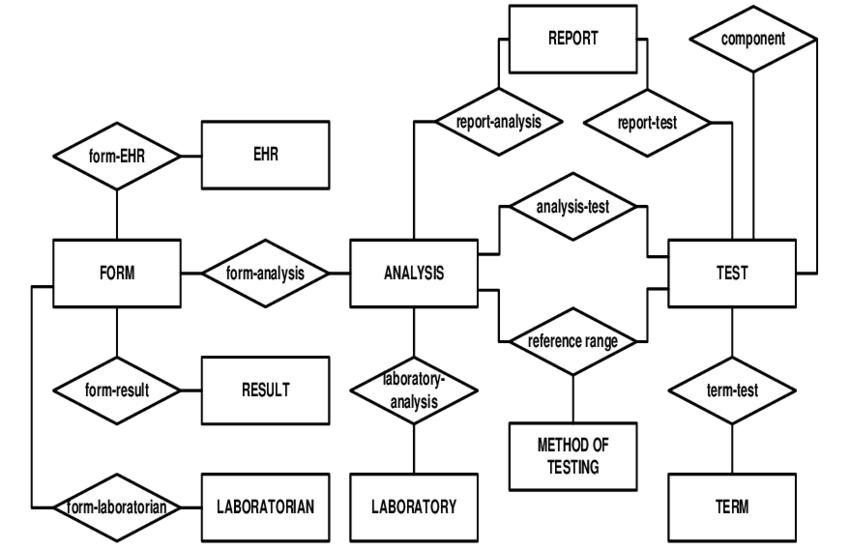 REPORT
component
report-analysis
report-test
form-EHR
EHR
analysis-test
FORM
form-analysis
ANALYSIS
TEST
reference range
form-result
RESULT
laboratory-
analysis
term-test
METHOD OF
TESTING
form-laboratorian
LABORATORIAN
LABORATORY
TERM